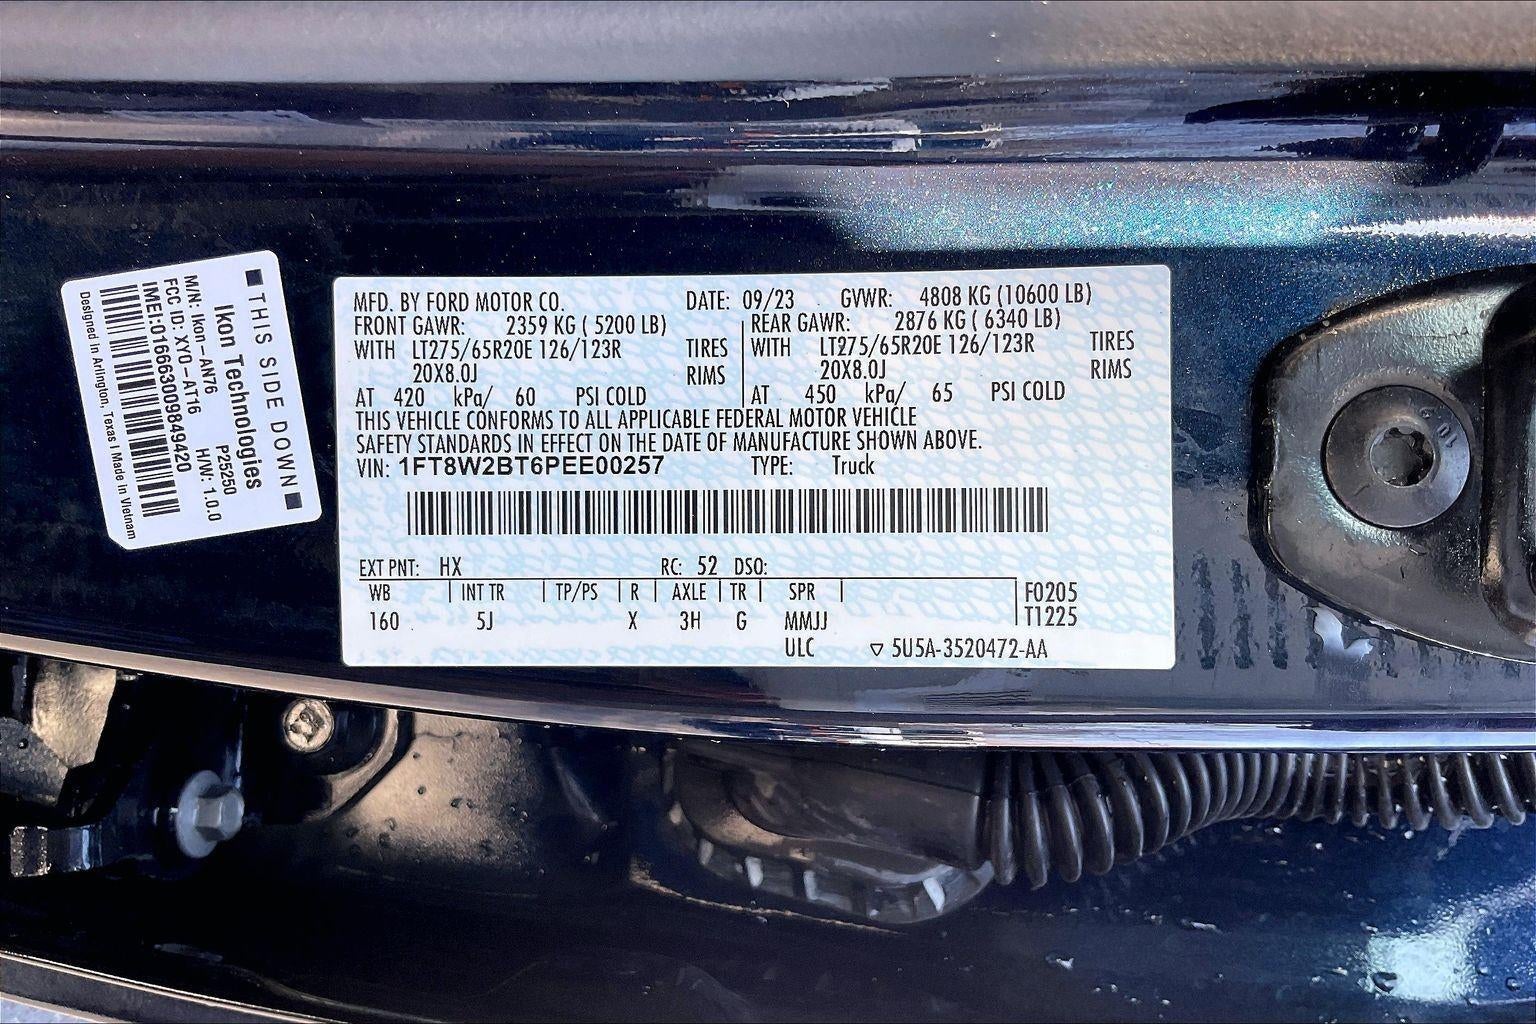 THIS SIDE DOWN
Ikon Technologies
M/N: Ikon-AN76 P25250
FCC ID: XY0-AT16 H/W: 1.0.0
IMEI:016663009849420
Designed in Arlington, Texas | Made in Vietnam
MFD. BY FORD MOTOR CO. DATE: 09/23 GVWR: 4808 KG (10600 LB)
FRONT GAWR: 2359 KG ( 5200 LB) REAR GAWR: 2876 KG ( 6340 LB)
WITH LT275/65R20E 126/123R TIRES WITH LT275/65R20E 126/123R TIRES
20X8.0J RIMS 20X8.0J RIMS
AT 420 kPa/ 60 PSI COLD AT 450 kPa/ 65 PSI COLD
THIS VEHICLE CONFORMS TO ALL APPLICABLE FEDERAL MOTOR VEHICLE
SAFETY STANDARDS IN EFFECT ON THE DATE OF MANUFACTURE SHOWN ABOVE.
VIN: 1FT8W2BT6PEE00257 TYPE: Truck
EXT PNT: HX RC: 52 DSO:
WB INT TR TP/PS R AXLE TR SPR F0205
160 5J X 3H G MMJJ T1225
ULC ▽ 5U5A-3520472-AA